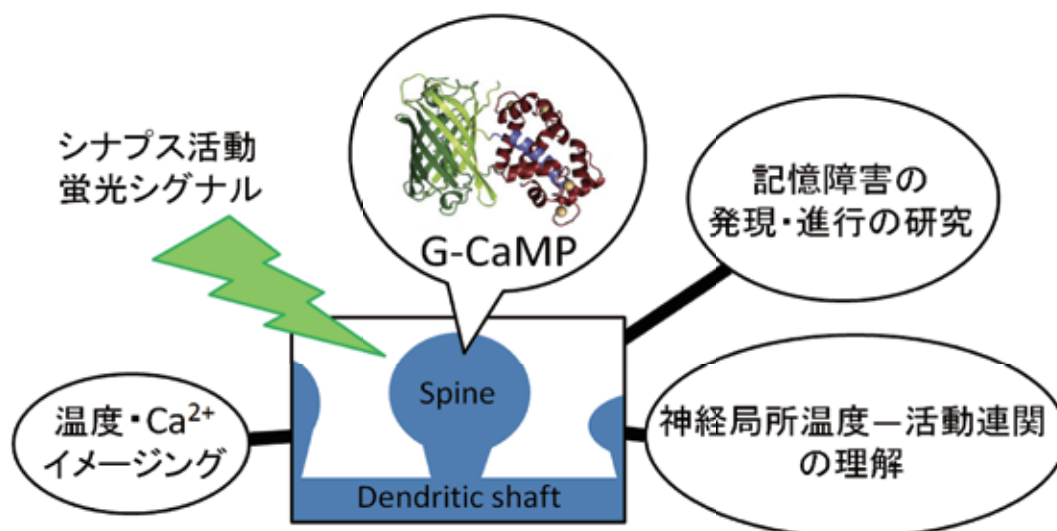 シナプス活動
蛍光シグナル
G-CaMP
記憶障害の
発現・進行の研究
Spine
温度・Ca²⁺
イメージング
神経局所温度—活動連関
の理解
Dendritic shaft